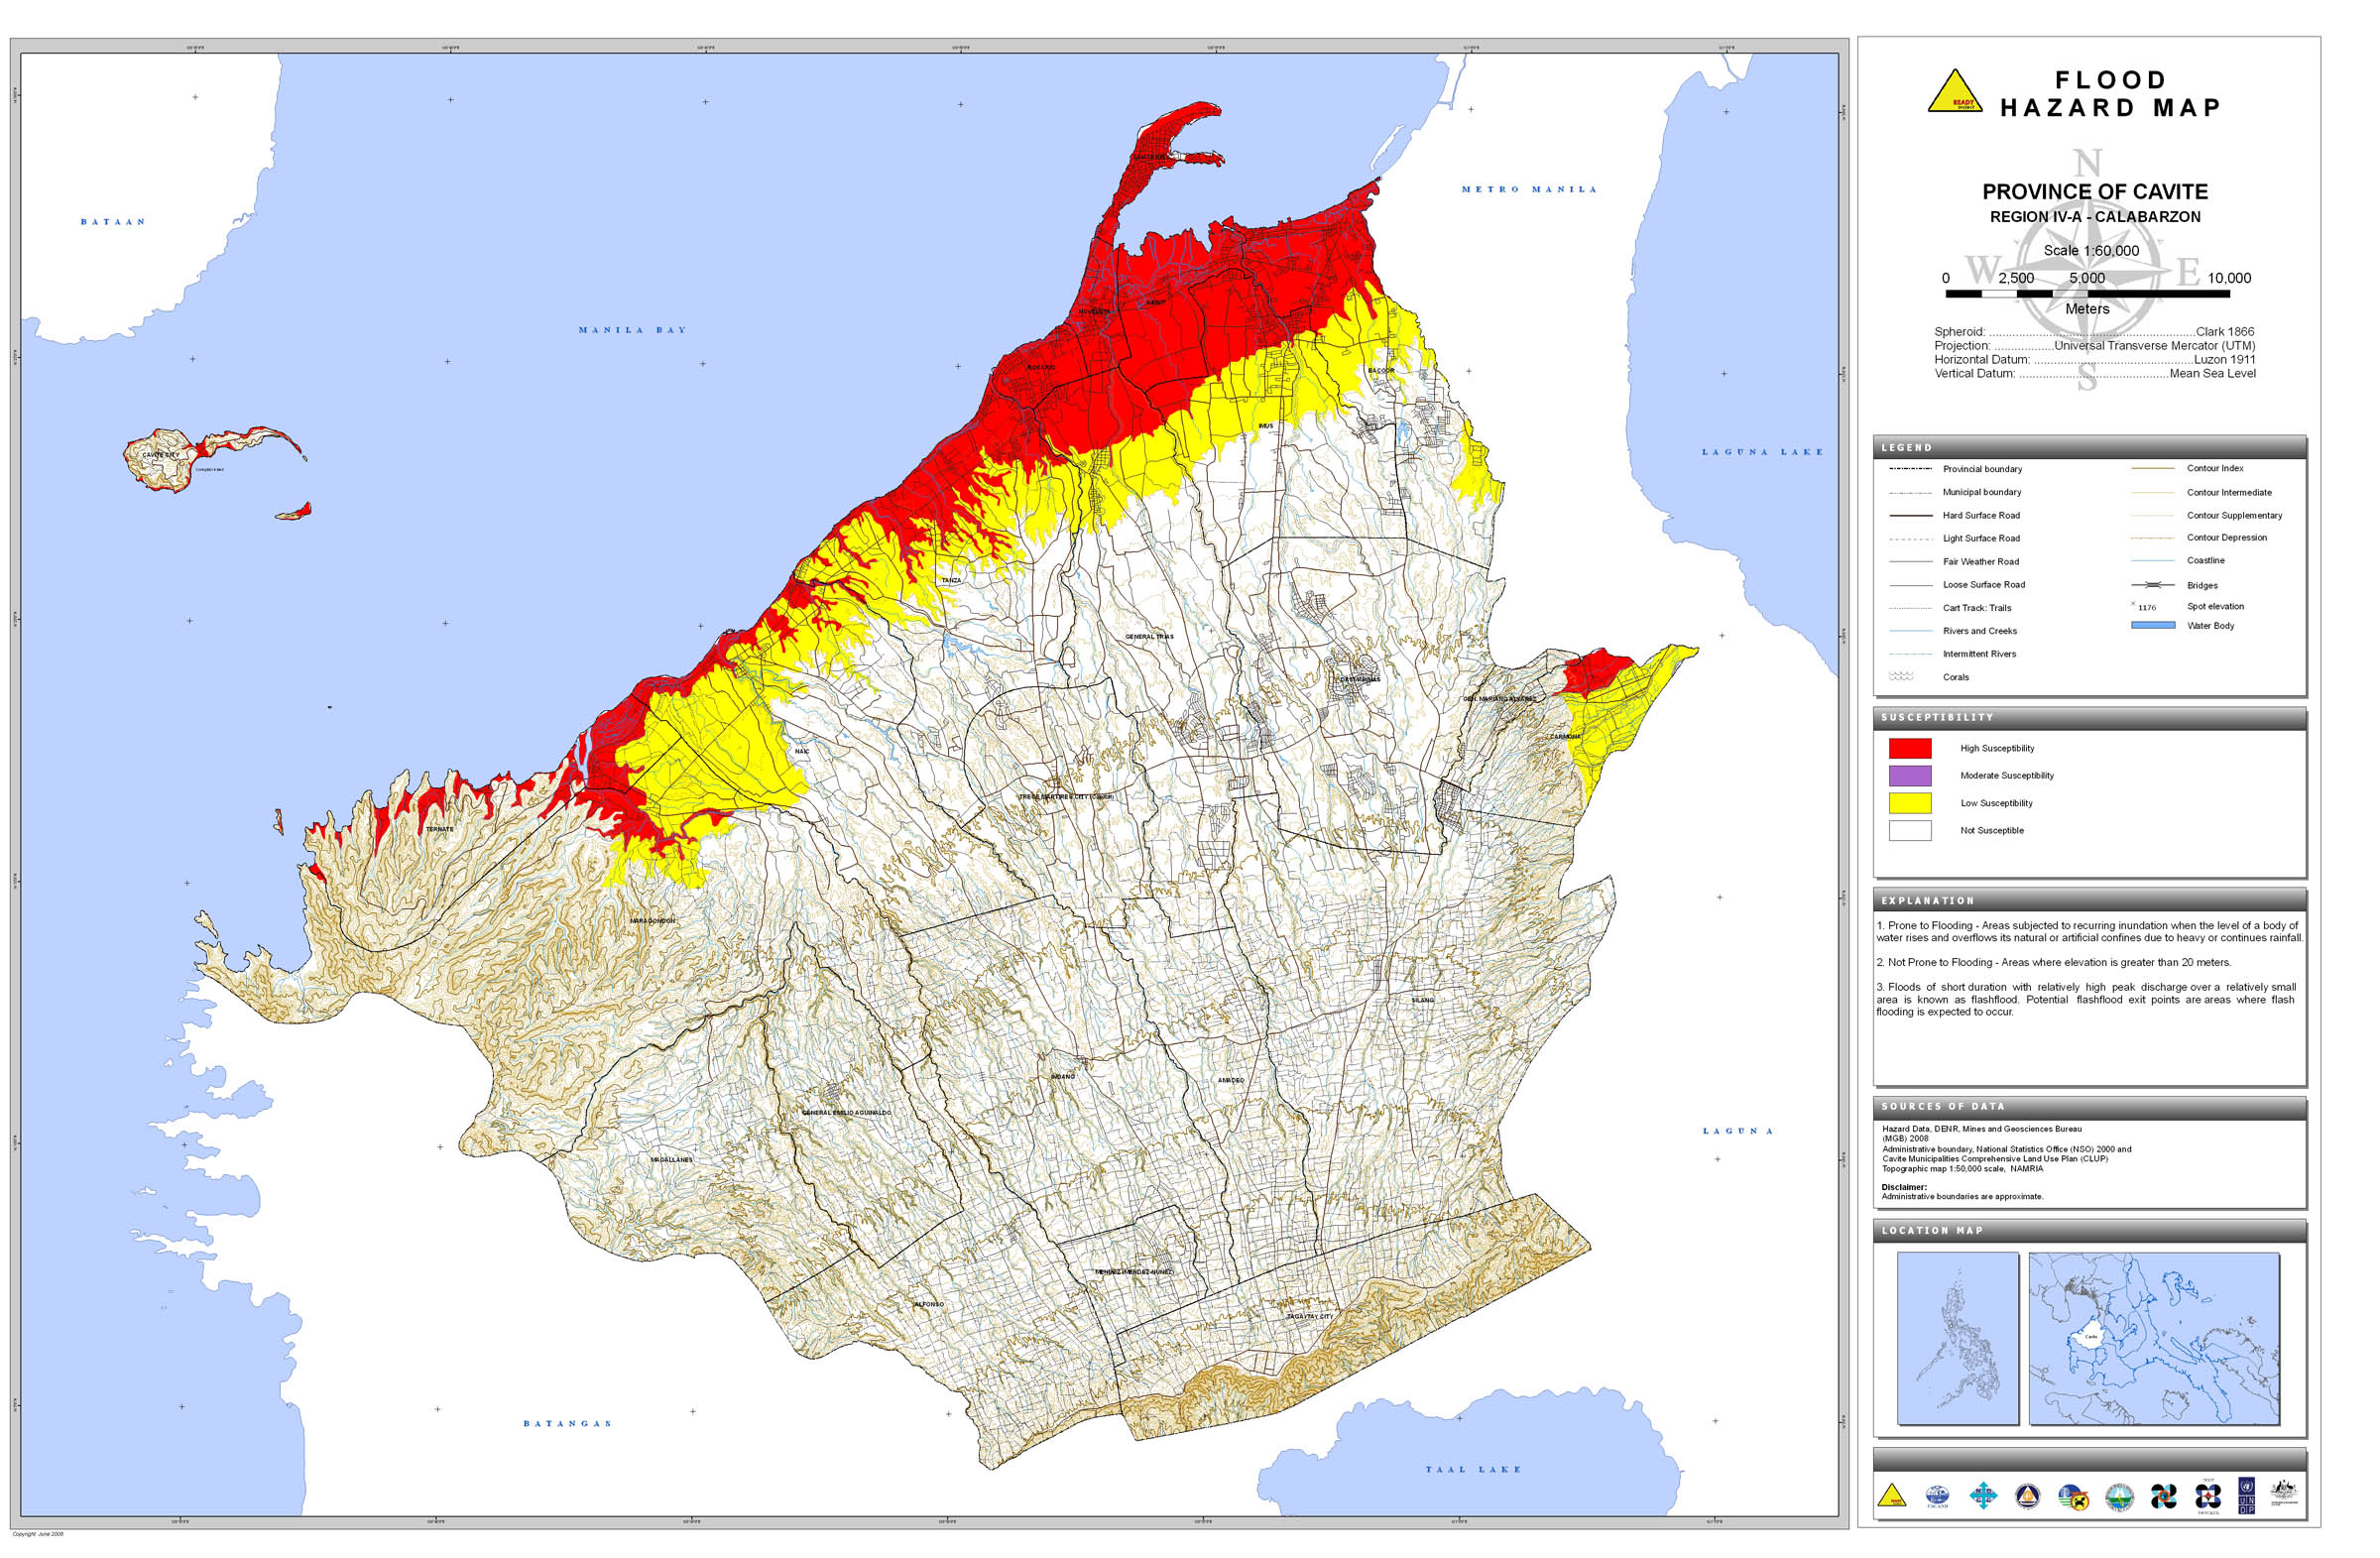 FLOOD
HAZARD MAP
READY
project
N
PROVINCE OF CAVITE
REGION IV-A - CALABARZON
Scale 1:60,000
W
E
0 2,500 5,000 10,000
Meters
Spheroid: Clark 1866
Projection: Universal Transverse Mercator (UTM)
Horizontal Datum: Luzon 1911
Vertical Datum: Mean Sea Level
S
LEGEND
Provincial boundary
Municipal boundary
Hard Surface Road
Light Surface Road
Fair Weather Road
Loose Surface Road
Cart Track: Trails
Rivers and Creeks
Intermittent Rivers
Corals
Contour Index
Contour Intermediate
Contour Supplementary
Contour Depression
Coastline
Bridges
1176 Spot elevation
Water Body
SUSCEPTIBILITY
High Susceptibility
Moderate Susceptibility
Low Susceptibility
Not Susceptible
EXPLANATION
1. Prone to Flooding - Areas subjected to recurring inundation when the level of a body of
water rises and overflows its natural or artificial confines due to heavy or continues rainfall.
2. Not Prone to Flooding - Areas where elevation is greater than 20 meters.
3. Floods of short duration with relatively high peak discharge over a relatively small
area is known as flashflood. Potential flashflood exit points are areas where flash
flooding is expected to occur.
SOURCES OF DATA
Hazard Data, DENR, Mines and Geosciences Bureau
(MGB) 2008
Administrative boundary, National Statistics Office (NSO) 2000 and
Cavite Municipalities Comprehensive Land Use Plan (CLUP)
Topographic map 1:50,000 scale, NAMRIA
Disclaimer:
Administrative boundaries are approximate.
LOCATION MAP
Cavite
UN
DP
BATAAN
MANILA BAY
METRO MANILA
LAGUNA LAKE
LAGUNA
BATANGAS
TAAL LAKE
CAVITE CITY
NOVELETA
KAWIT
ROSARIO
BACOOR
IMUS
TANZA
GENERAL TRIAS
DASMARIÑAS
GEN. MARIANO ALVAREZ
CARMONA
NAIC
TERNATE
MARAGONDON
SILANG
INDANG
AMADEO
GENERAL EMILIO AGUINALDO
MAGALLANES
MENDEZ (MENDEZ-NUÑEZ)
ALFONSO
TAGAYTAY CITY
Copyright June 2008